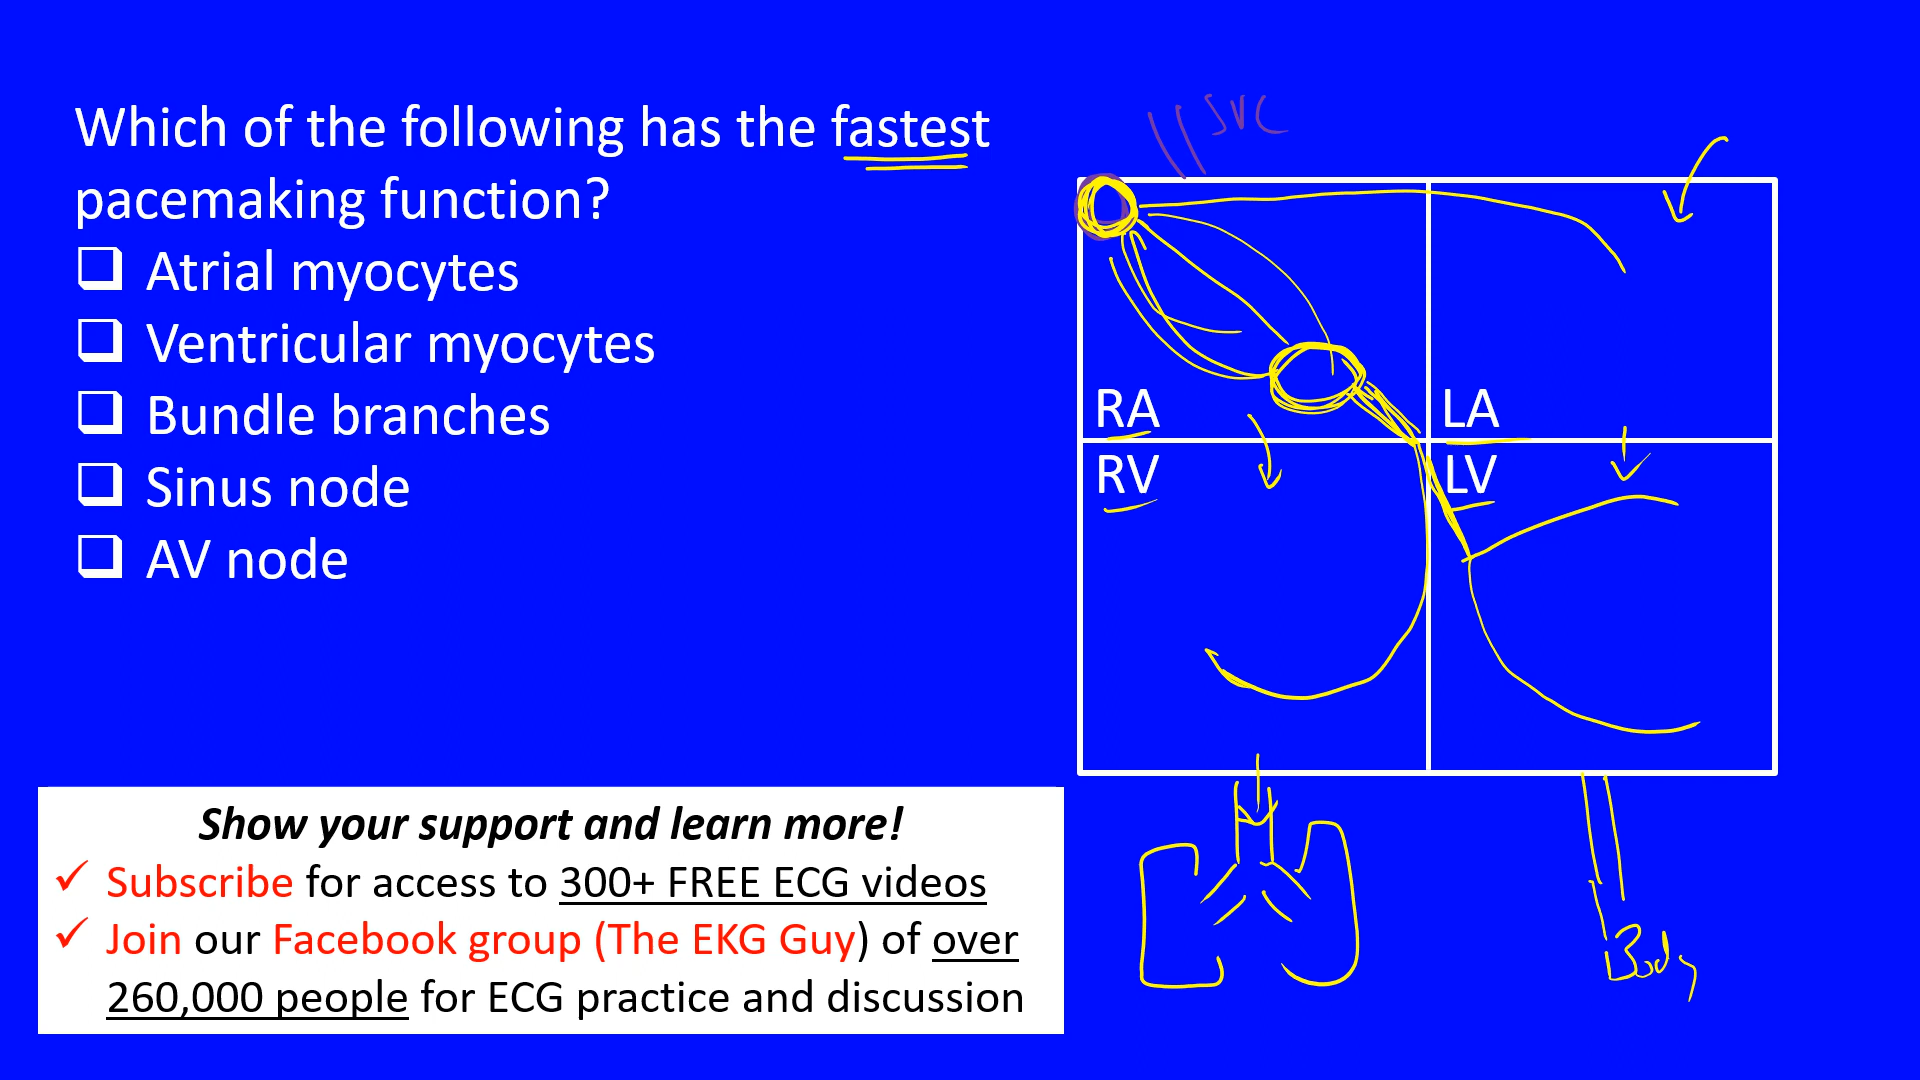 Which of the following has the fastest
pacemaking function?
❑ Atrial myocytes
❑ Ventricular myocytes
❑ Bundle branches
❑ Sinus node
❑ AV node
SVC
RA
LA
RV
LV
Body
Show your support and learn more!
✓ Subscribe for access to 300+ FREE ECG videos
✓ Join our Facebook group (The EKG Guy) of over
260,000 people for ECG practice and discussion